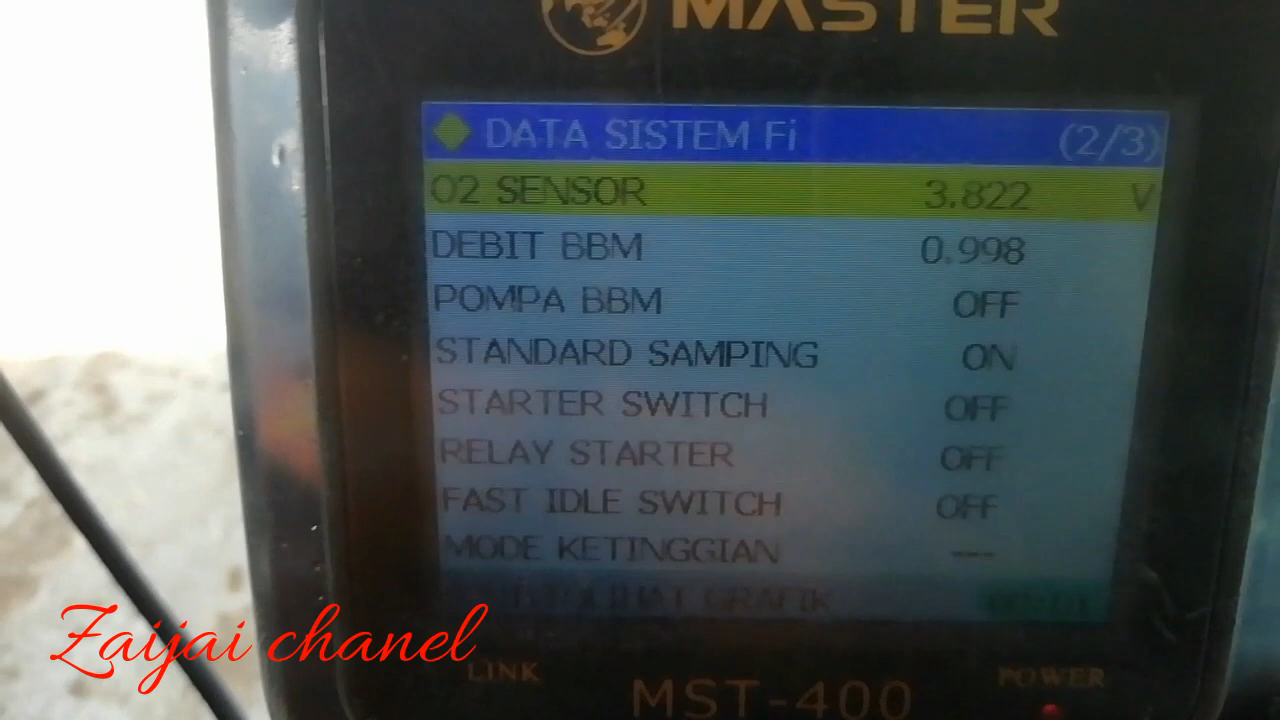 MASTER
DATA SISTEM Fi (2/3)
O2 SENSOR 3.822 V
DEBIT BBM 0.998
POMPA BBM OFF
STANDARD SAMPING ON
STARTER SWITCH OFF
RELAY STARTER OFF
FAST IDLE SWITCH OFF
MODE KETINGGIAN ---
GRAFIK
Zaijai chanel
LINK
POWER
MST-400